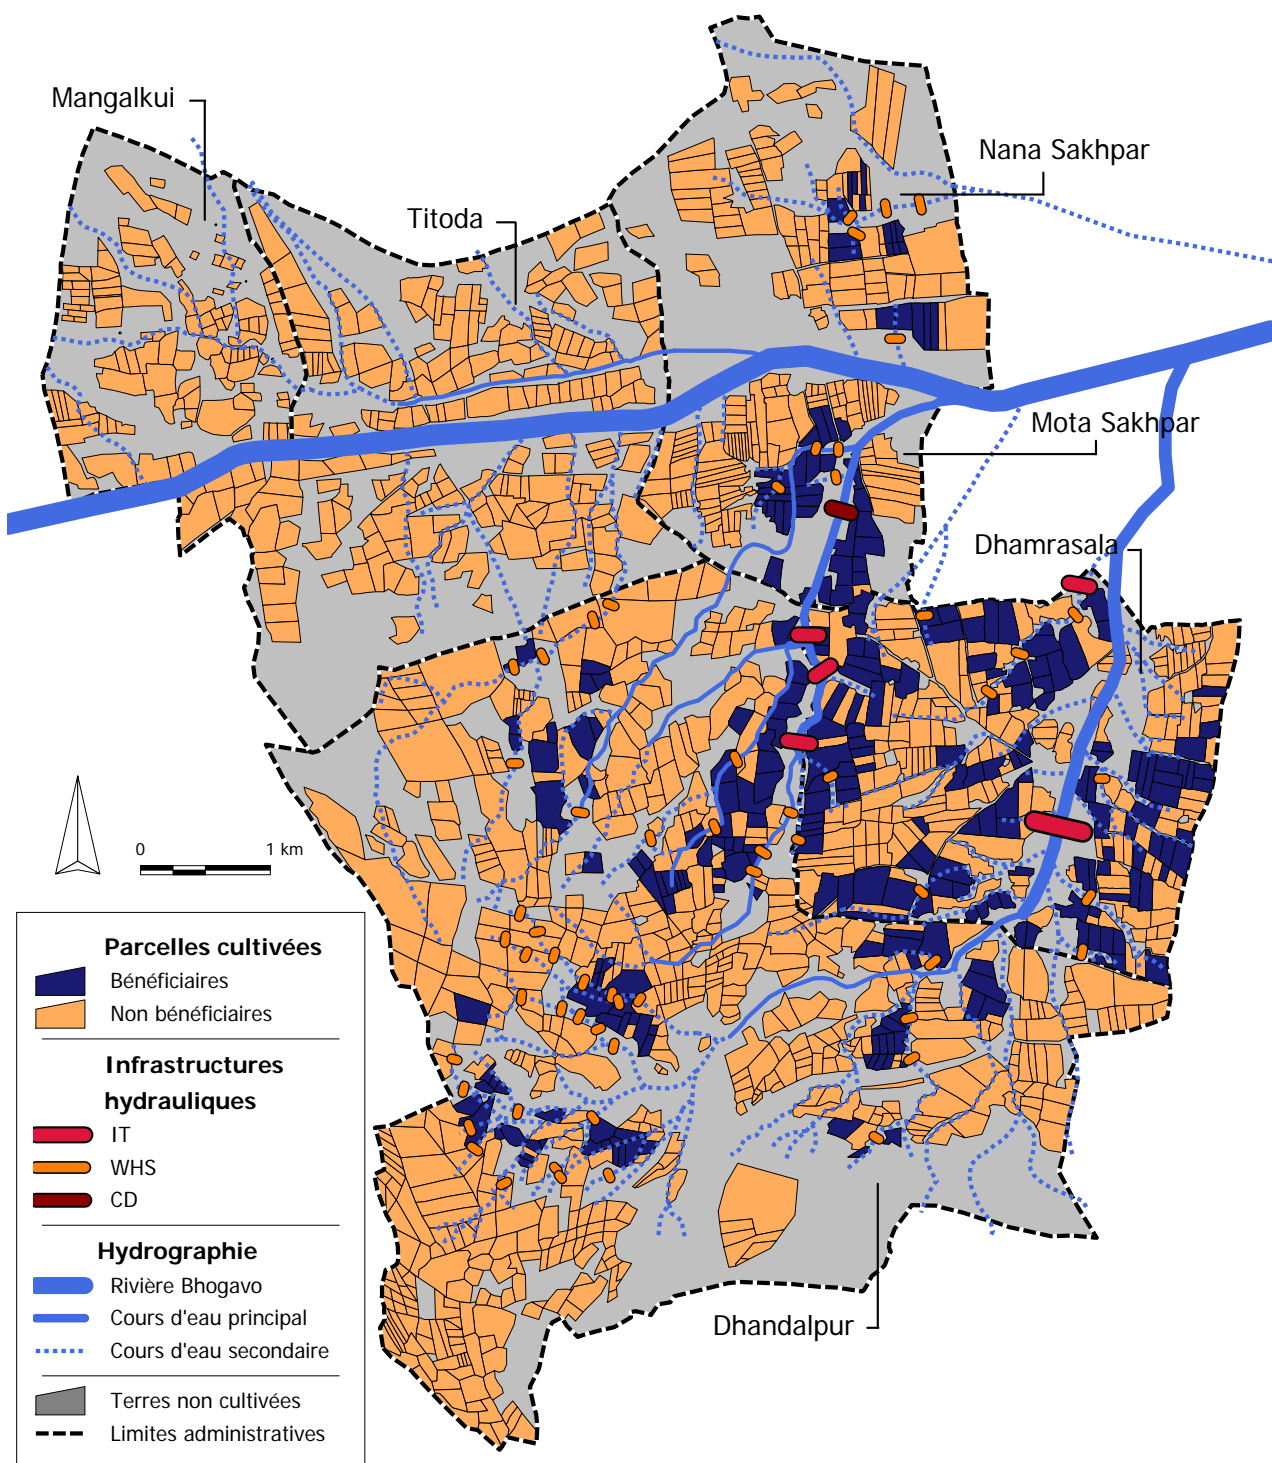 Mangalkui
Nana Sakhpar
Titoda
Mota Sakhpar
Dhamrasala
0 1 km
Parcelles cultivées
Bénéficiaires
Non bénéficiaires
Infrastructures
hydrauliques
IT
WHS
CD
Hydrographie
Rivière Bhogavo
Cours d'eau principal
Cours d'eau secondaire
Terres non cultivées
Limites administratives
Dhandalpur